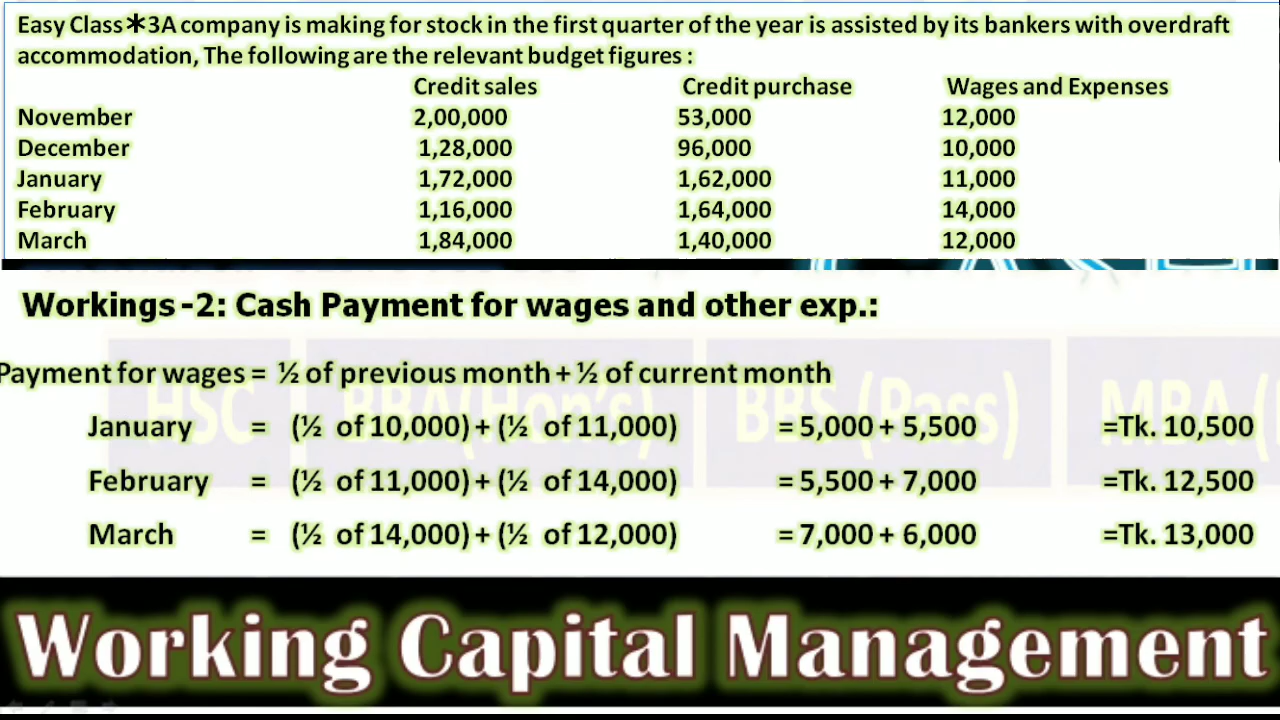 Easy Class∗3A company is making for stock in the first quarter of the year is assisted by its bankers with overdraft
accommodation, The following are the relevant budget figures :
Credit sales Credit purchase Wages and Expenses
November 2,00,000 53,000 12,000
December 1,28,000 96,000 10,000
January 1,72,000 1,62,000 11,000
February 1,16,000 1,64,000 14,000
March 1,84,000 1,40,000 12,000
Workings -2: Cash Payment for wages and other exp.:
Payment for wages = ½ of previous month + ½ of current month
January = (½ of 10,000) + (½ of 11,000) = 5,000 + 5,500 =Tk. 10,500
February = (½ of 11,000) + (½ of 14,000) = 5,500 + 7,000 =Tk. 12,500
March = (½ of 14,000) + (½ of 12,000) = 7,000 + 6,000 =Tk. 13,000
HSC BBA (Hon's) BBS (Pass) MBA (
Working Capital Management